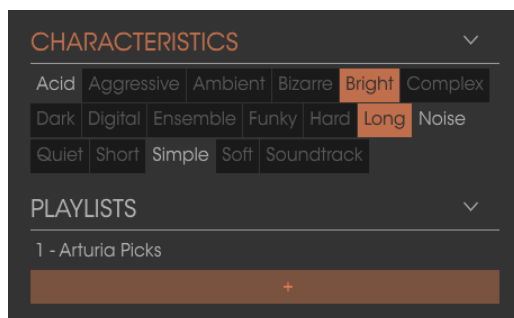 CHARACTERISTICS
Acid Aggressive Ambient Bizarre Bright Complex
Dark Digital Ensemble Funky Hard Long Noise
Quiet Short Simple Soft Soundtrack
PLAYLISTS
1 - Arturia Picks
+